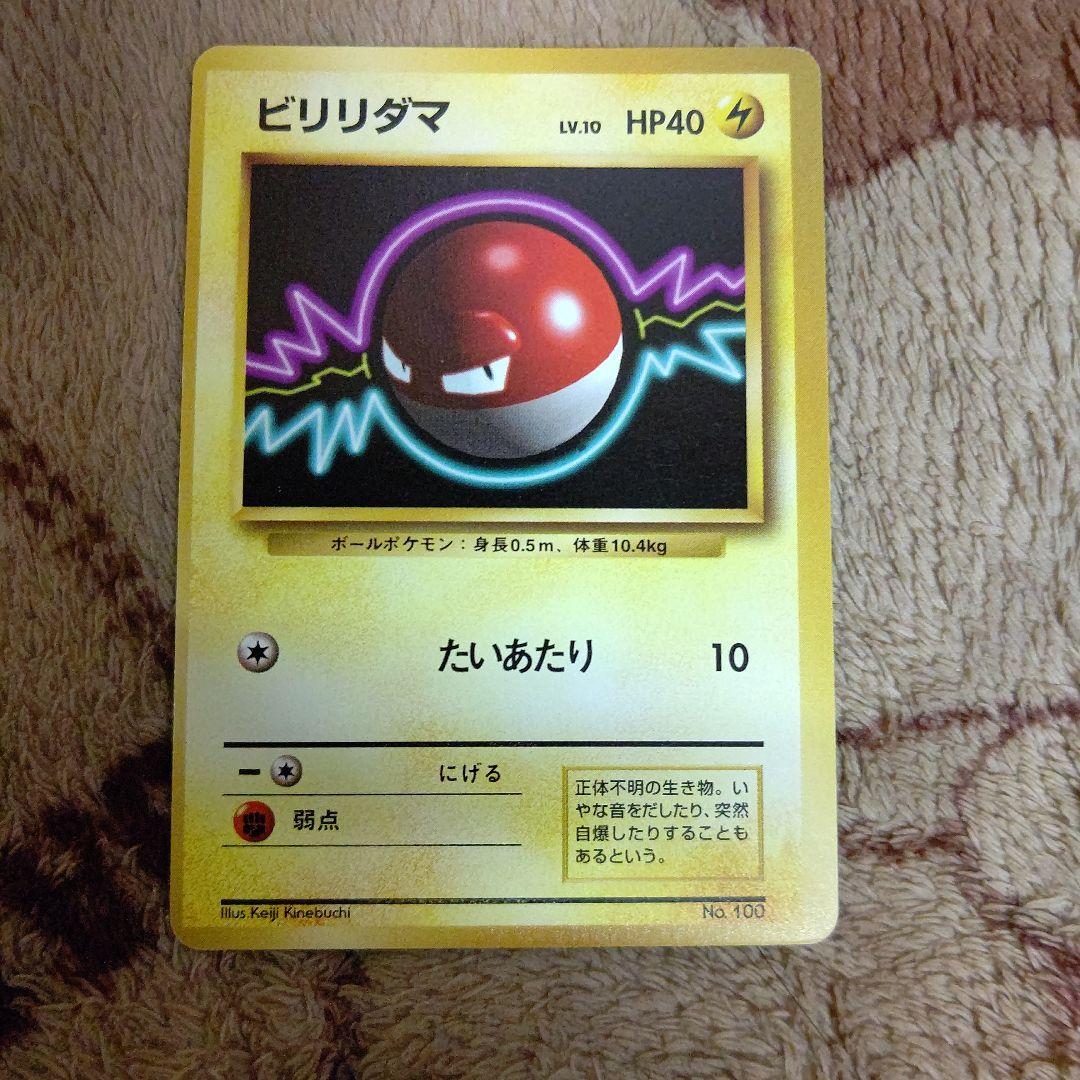 ビリリダマ LV.10 HP40
ボールポケモン：身長0.5m、体重10.4kg
たいあたり 10
にげる
弱点
正体不明の生き物。い
やな音をだしたり、突然
自爆したりすることも
あるという。
Illus. Keiji Kinebuchi
No. 100